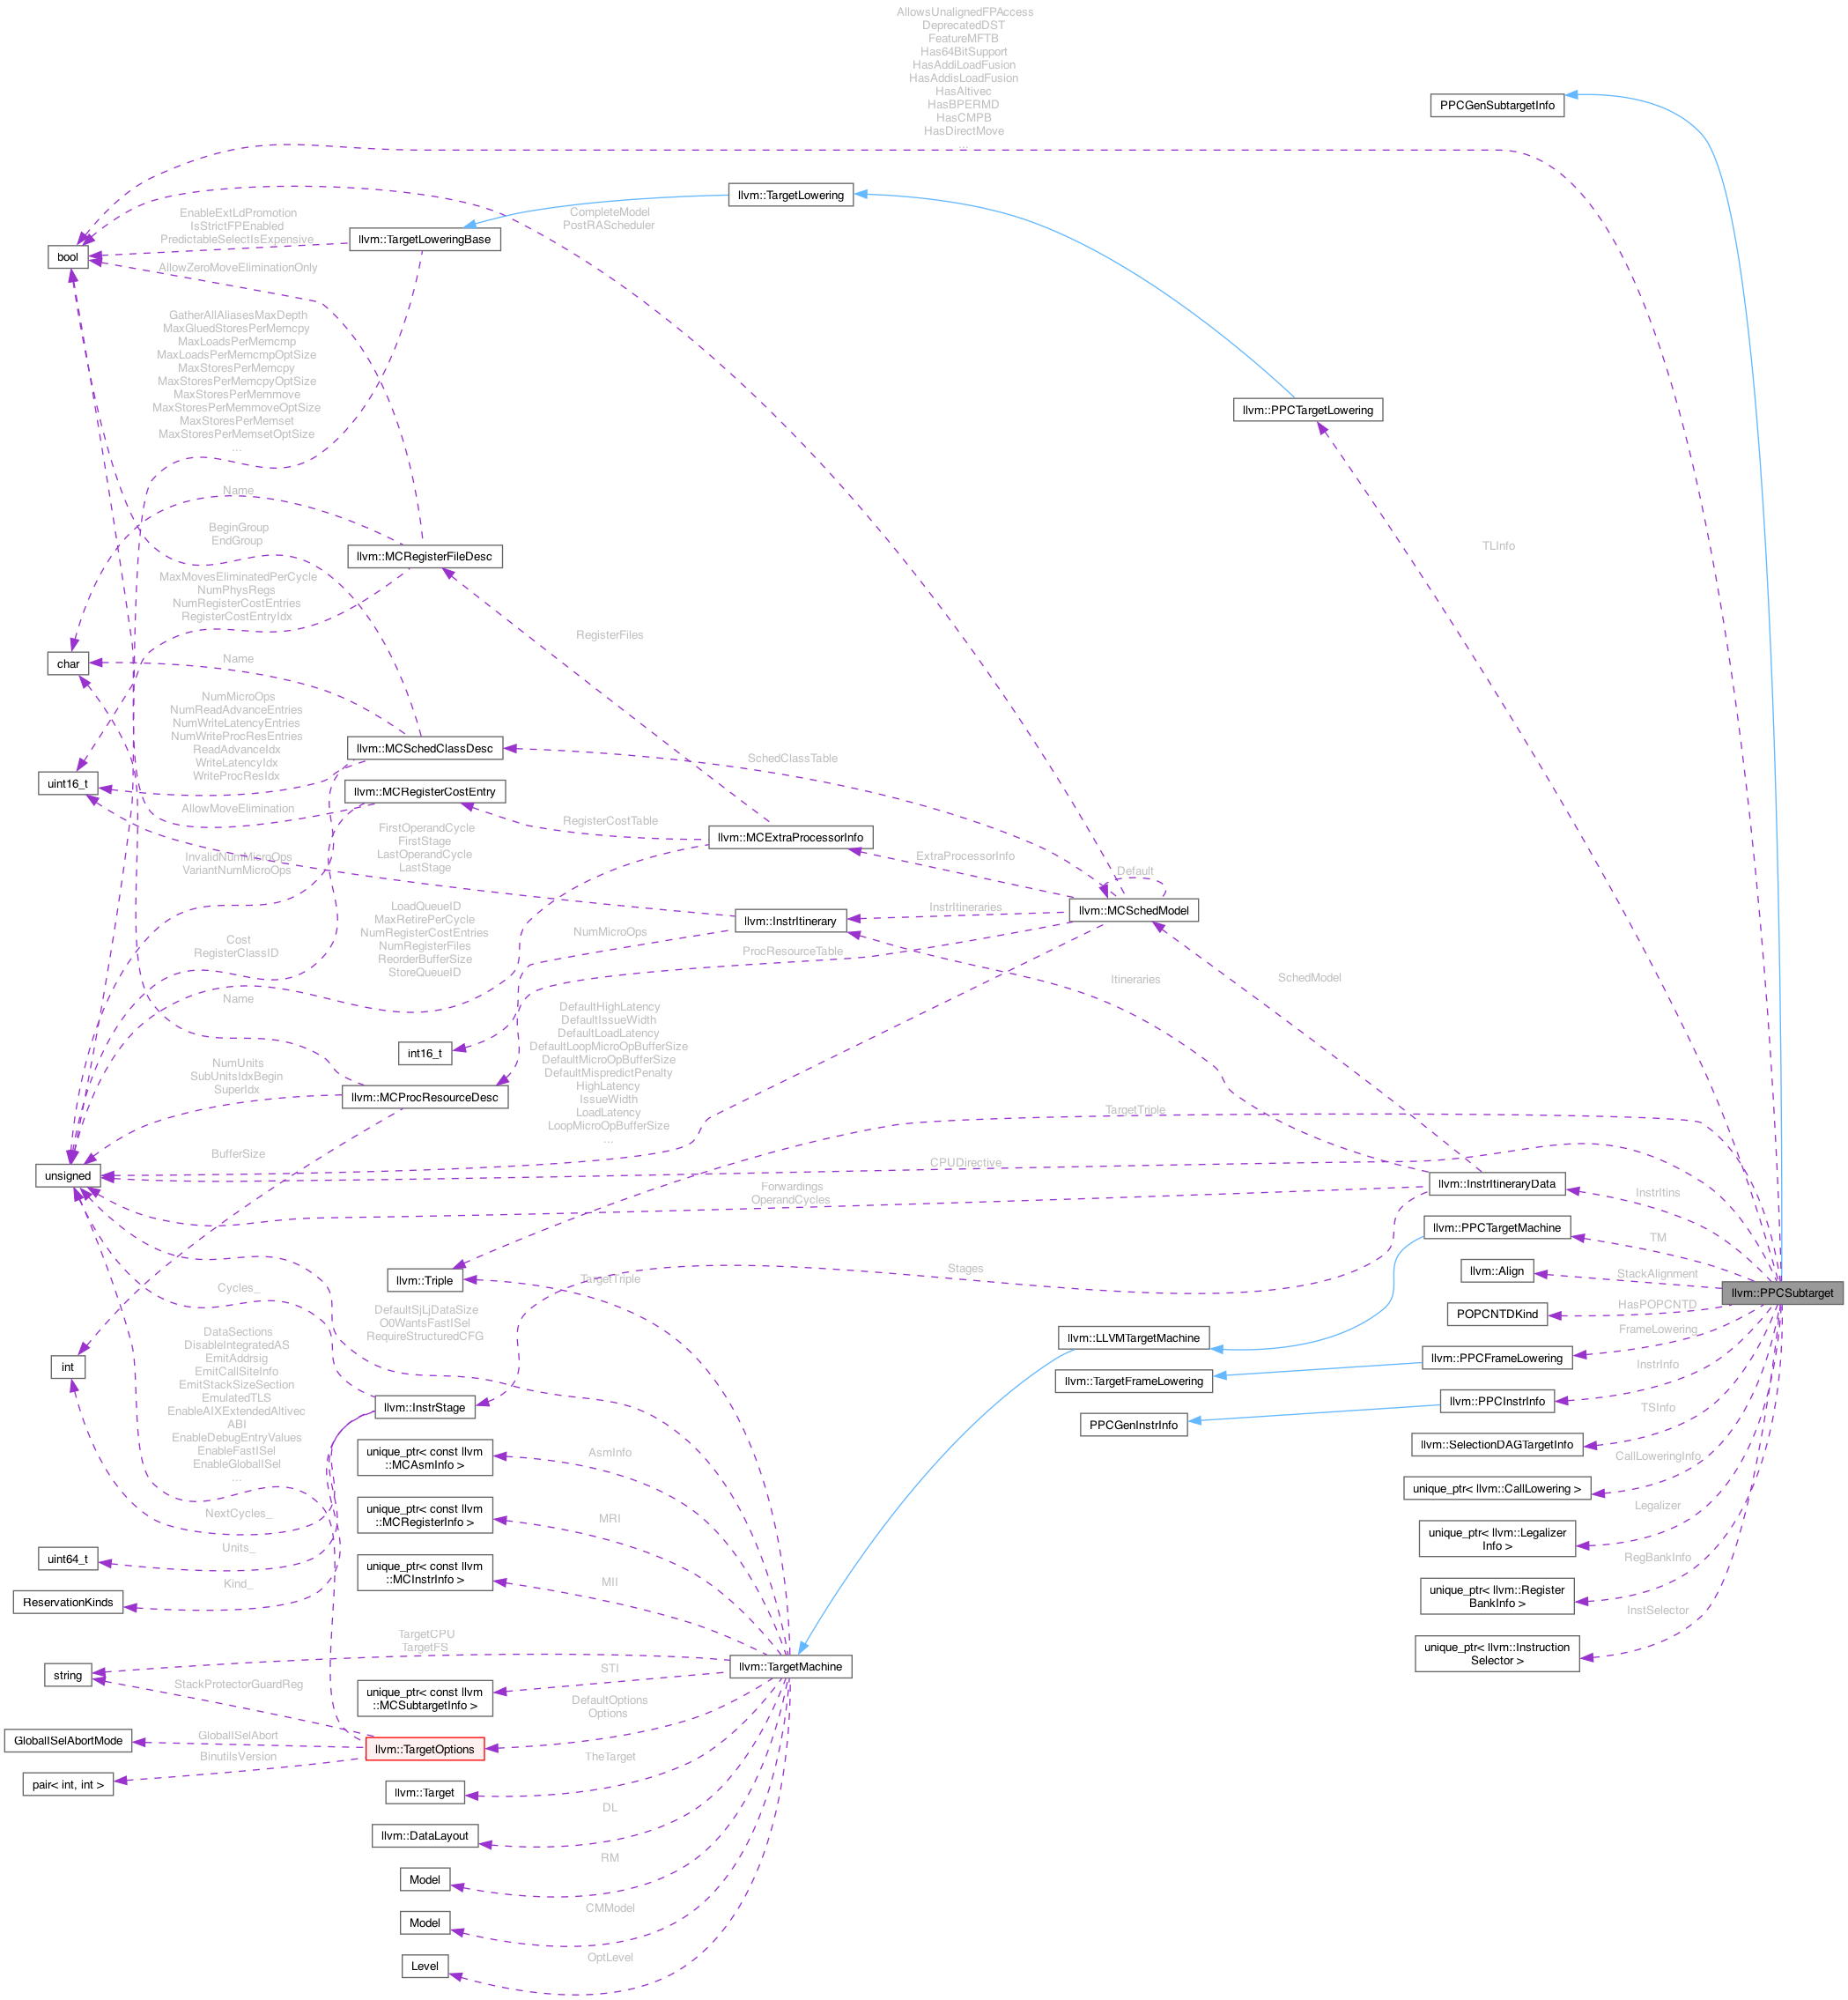 AllowsUnalignedFPAccess
DeprecatedDST
FeatureMFTB
Has64BitSupport
HasAddiLoadFusion
HasAddisLoadFusion
HasAltivec
HasBPERMD
HasCMPB
HasDirectMove
...
PPCGenSubtargetInfo
llvm::TargetLowering
CompleteModel
PostRAScheduler
EnableExtLdPromotion
IsStrictFPEnabled
PredictableSelectIsExpensive
llvm::TargetLoweringBase
bool
AllowZeroMoveEliminationOnly
GatherAllAliasesMaxDepth
MaxGluedStoresPerMemcpy
MaxLoadsPerMemcmp
MaxLoadsPerMemcmpOptSize
MaxStoresPerMemcpy
MaxStoresPerMemcpyOptSize
MaxStoresPerMemmove
MaxStoresPerMemmoveOptSize
MaxStoresPerMemset
MaxStoresPerMemsetOptSize
...
llvm::PPCTargetLowering
Name
BeginGroup
EndGroup
llvm::MCRegisterFileDesc
TLInfo
MaxMovesEliminatedPerCycle
NumPhysRegs
NumRegisterCostEntries
RegisterCostEntryIdx
RegisterFiles
char
Name
NumMicroOps
NumReadAdvanceEntries
NumWriteLatencyEntries
NumWriteProcResEntries
ReadAdvanceIdx
WriteLatencyIdx
WriteProcResIdx
llvm::MCSchedClassDesc
SchedClassTable
uint16_t
llvm::MCRegisterCostEntry
AllowMoveElimination
RegisterCostTable
llvm::MCExtraProcessorInfo
FirstOperandCycle
FirstStage
LastOperandCycle
LastStage
InvalidNumMicroOps
VariantNumMicroOps
ExtraProcessorInfo
Default
llvm::MCSchedModel
InstrItineraries
llvm::InstrItinerary
LoadQueueID
MaxRetirePerCycle
NumRegisterCostEntries
NumRegisterFiles
ReorderBufferSize
StoreQueueID
NumMicroOps
Cost
RegisterClassID
ProcResourceTable
Itineraries
SchedModel
Name
DefaultHighLatency
DefaultIssueWidth
DefaultLoadLatency
DefaultLoopMicroOpBufferSize
DefaultMicroOpBufferSize
DefaultMispredictPenalty
HighLatency
IssueWidth
LoadLatency
LoopMicroOpBufferSize
...
int16_t
NumUnits
SubUnitsIdxBegin
SuperIdx
llvm::MCProcResourceDesc
TargetTriple
BufferSize
CPUDirective
unsigned
Forwardings
OperandCycles
llvm::InstrItineraryData
InstrItins
llvm::PPCTargetMachine
TM
Stages
llvm::Align
StackAlignment
llvm::Triple
TargetTriple
Cycles_
llvm::PPCSubtarget
HasPOPCNTD
POPCNTDKind
DefaultSjLjDataSize
O0WantsFastISel
RequireStructuredCFG
FrameLowering
llvm::LLVMTargetMachine
llvm::PPCFrameLowering
DataSections
DisableIntegratedAS
EmitAddrsig
EmitCallSiteInfo
EmitStackSizeSection
EmulatedTLS
EnableAIXExtendedAltivec
ABI
EnableDebugEntryValues
EnableFastISel
EnableGlobalISel
...
int
InstrInfo
llvm::TargetFrameLowering
llvm::PPCInstrInfo
llvm::InstrStage
TSInfo
PPCGenInstrInfo
llvm::SelectionDAGTargetInfo
unique_ptr< const llvm
::MCAsmInfo >
AsmInfo
CallLoweringInfo
unique_ptr< llvm::CallLowering >
NextCycles_
unique_ptr< const llvm
::MCRegisterInfo >
MRI
Legalizer
unique_ptr< llvm::Legalizer
Info >
Units_
uint64_t
unique_ptr< const llvm
::MCInstrInfo >
MII
RegBankInfo
Kind_
ReservationKinds
unique_ptr< llvm::Register
BankInfo >
InstSelector
TargetCPU
TargetFS
unique_ptr< llvm::Instruction
Selector >
string
STI
llvm::TargetMachine
StackProtectorGuardReg
unique_ptr< const llvm
::MCSubtargetInfo >
DefaultOptions
Options
GlobalISelAbortMode
GlobalISelAbort
llvm::TargetOptions
BinutilsVersion
TheTarget
pair< int, int >
llvm::Target
DL
llvm::DataLayout
RM
Model
CMModel
Model
OptLevel
Level